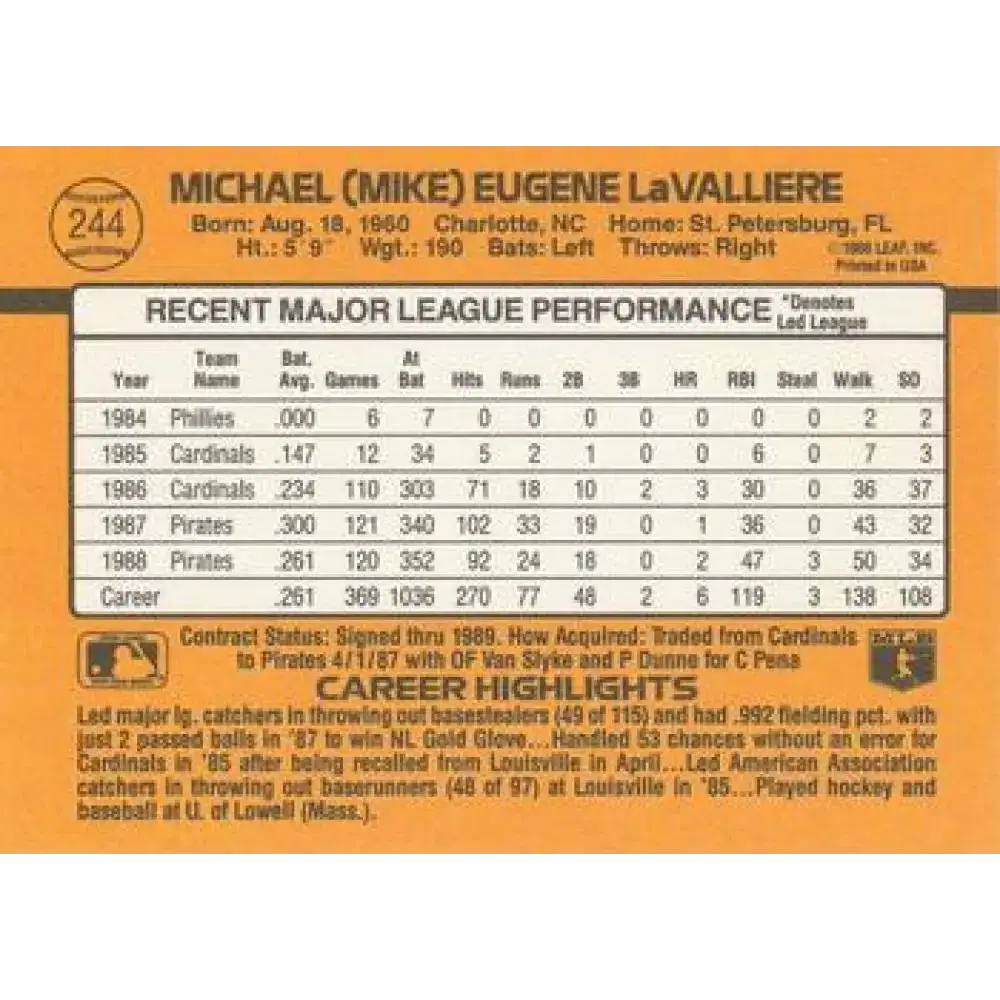 244
MICHAEL (MIKE) EUGENE LaVALLIERE
Born: Aug. 18, 1960 Charlotte, NC Home: St. Petersburg, FL
Ht.: 5' 9" Wgt.: 190 Bats: Left Throws: Right
© 1988 LEAF, INC.
Printed in USA
RECENT MAJOR LEAGUE PERFORMANCE *Denotes
Led League
Year Team Name Bat. Avg. Games At Bat Hits Runs 2B 3B HR RBI Steal Walk SO
1984 Phillies .000 6 7 0 0 0 0 0 0 0 2 2
1985 Cardinals .147 12 34 5 2 1 0 0 6 0 7 3
1986 Cardinals .234 110 303 71 18 10 2 3 30 0 36 37
1987 Pirates .300 121 340 102 33 19 0 1 36 0 43 32
1988 Pirates .261 120 352 92 24 18 0 2 47 3 50 34
Career .261 369 1036 270 77 48 2 6 119 3 138 108
Contract Status: Signed thru 1989. How Acquired: Traded from Cardinals
to Pirates 4/1/87 with OF Van Slyke and P Dunne for C Pena
CAREER HIGHLIGHTS
Led major lg. catchers in throwing out basestealers (49 of 115) and had .992 fielding pct. with
just 2 passed balls in '87 to win NL Gold Glove...Handled 53 chances without an error for
Cardinals in '85 after being recalled from Louisville in April...Led American Association
catchers in throwing out baserunners (48 of 97) at Louisville in '85...Played hockey and
baseball at U. of Lowell (Mass.).